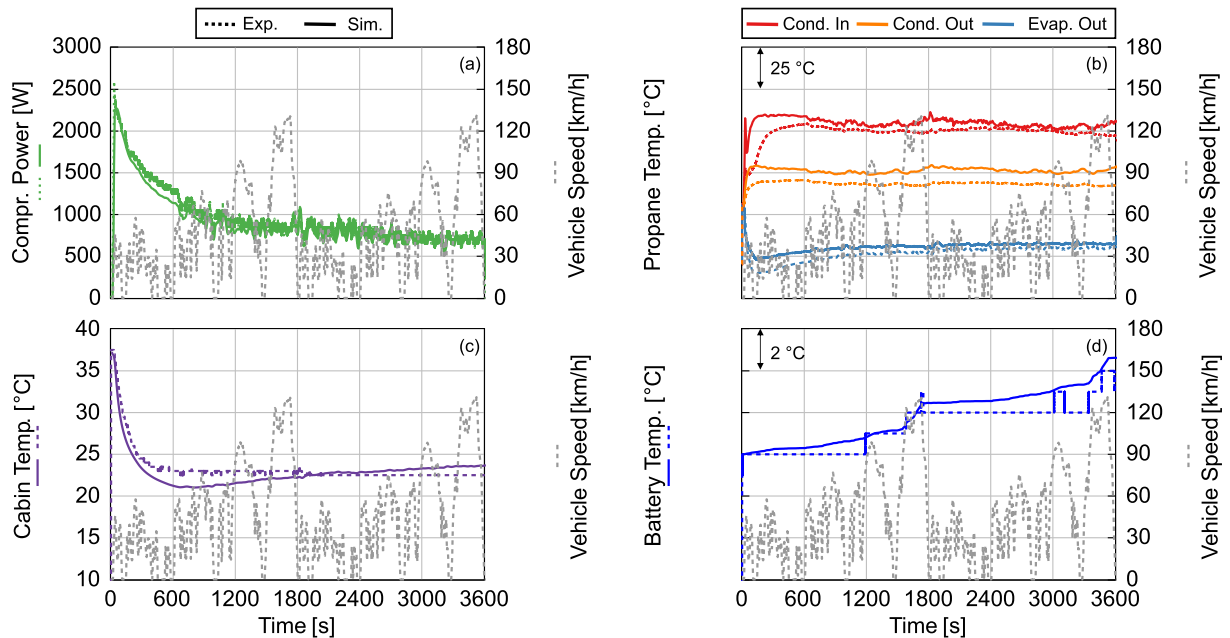 Exp. Sim.
Cond. In Cond. Out Evap. Out
3000
2500
2000
1500
1000
500
0
Compr. Power [W]
(a)
180
150
120
90
60
30
0
Vehicle Speed [km/h]
Propane Temp. [°C]
25 °C
(b)
180
150
120
90
60
30
0
Vehicle Speed [km/h]
40
35
30
25
20
15
10
Cabin Temp. [°C]
(c)
Vehicle Speed [km/h]
0 600 1200 1800 2400 3000 3600
Time [s]
Battery Temp. [°C]
2 °C
(d)
180
150
120
90
60
30
0
Vehicle Speed [km/h]
0 600 1200 1800 2400 3000 3600
Time [s]